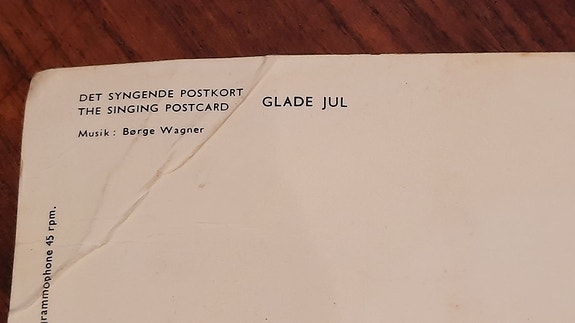 DET SYNGENDE POSTKORT
THE SINGING POSTCARD
GLADE JUL
Musik: Børge Wagner
rammophone 45 rpm.